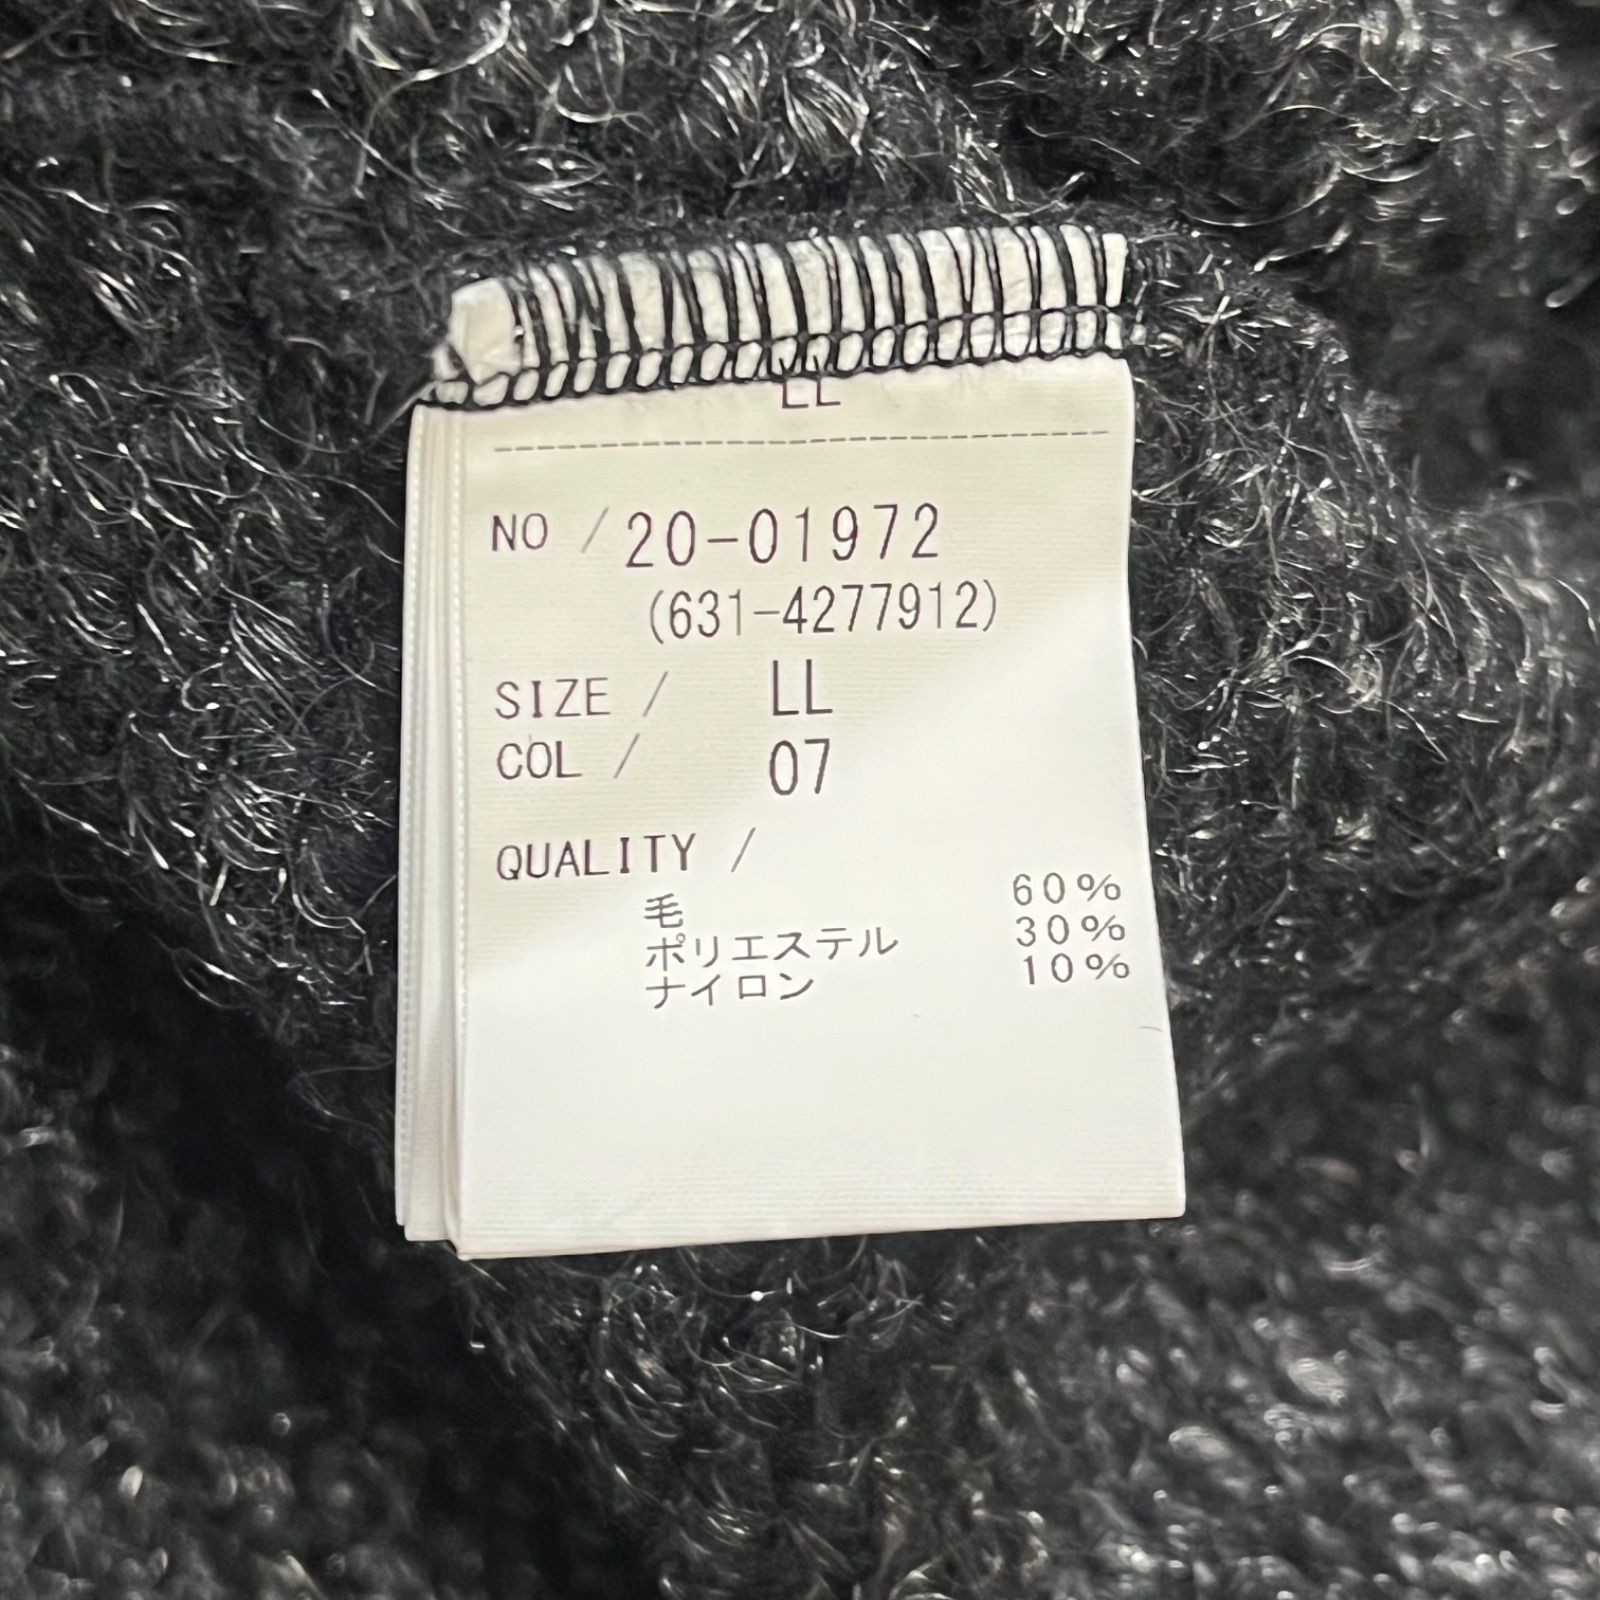 LL
NO / 20-01972
(631-4277912)
SIZE / LL
COL / 07
QUALITY /
毛 60%
ポリエステル 30%
ナイロン 10%